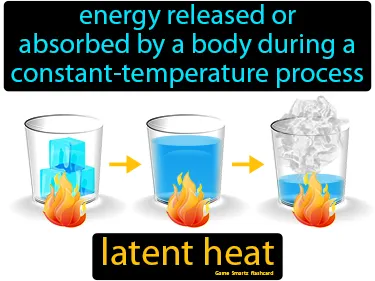 energy released or
absorbed by a body during a
constant-temperature process
latent heat
Game Smartz flashcard